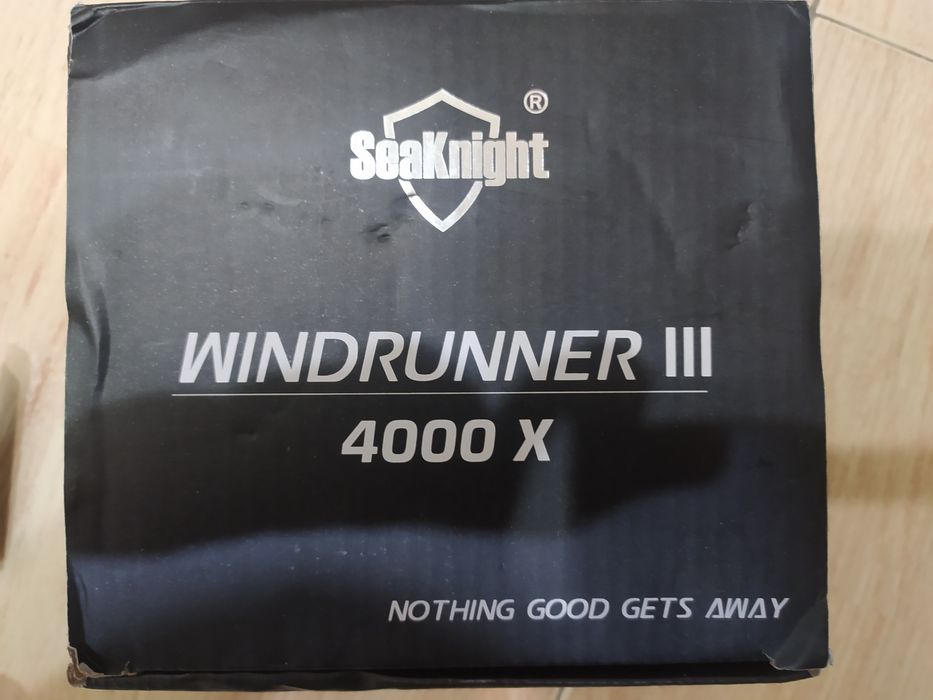 SeaKnight ®
WINDRUNNER III
4000 X
NOTHING GOOD GETS AWAY